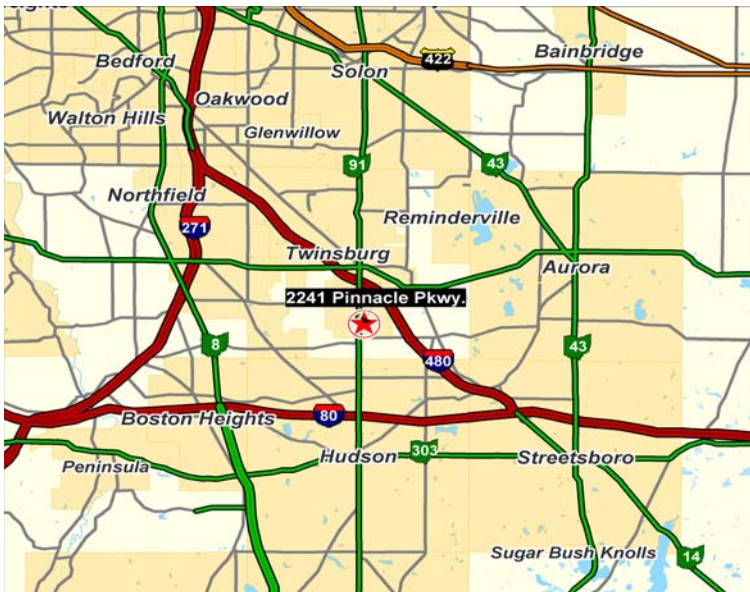 Bedford
Solon
422
Bainbridge
Oakwood
Walton Hills
Glenwillow
91
43
Northfield
Reminderville
271
Twinsburg
Aurora
2241 Pinnacle Pkwy.
8
43
480
Boston Heights
80
Peninsula
Hudson
303
Streetsboro
Sugar Bush Knolls
14